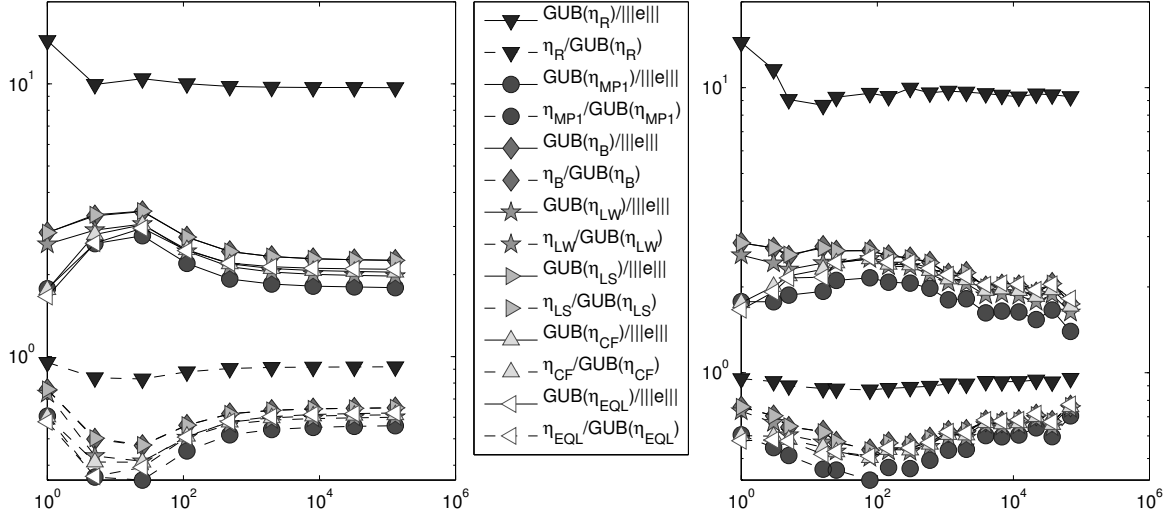 10^1
10^0
10^0
10^2
10^4
10^6
GUB(η_R)/|||e|||
η_R/GUB(η_R)
GUB(η_MP1)/|||e|||
η_MP1/GUB(η_MP1)
GUB(η_B)/|||e|||
η_B/GUB(η_B)
GUB(η_LW)/|||e|||
η_LW/GUB(η_LW)
GUB(η_LS)/|||e|||
η_LS/GUB(η_LS)
GUB(η_CF)/|||e|||
η_CF/GUB(η_CF)
GUB(η_EQL)/|||e|||
η_EQL/GUB(η_EQL)
10^1
10^0
10^0
10^2
10^4
10^6